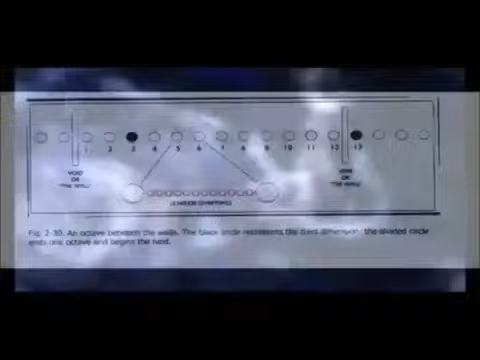 1 2 3 4 5 6 7 8 9 10 11 12 13
VOID OR "THE WALL"
VOID OR "THE WALL"
12 MAJOR OVERTONES
Fig. 2-30. An octave between the walls. The black circle represents the third dimension; the shaded circle
ends one octave and begins the next.